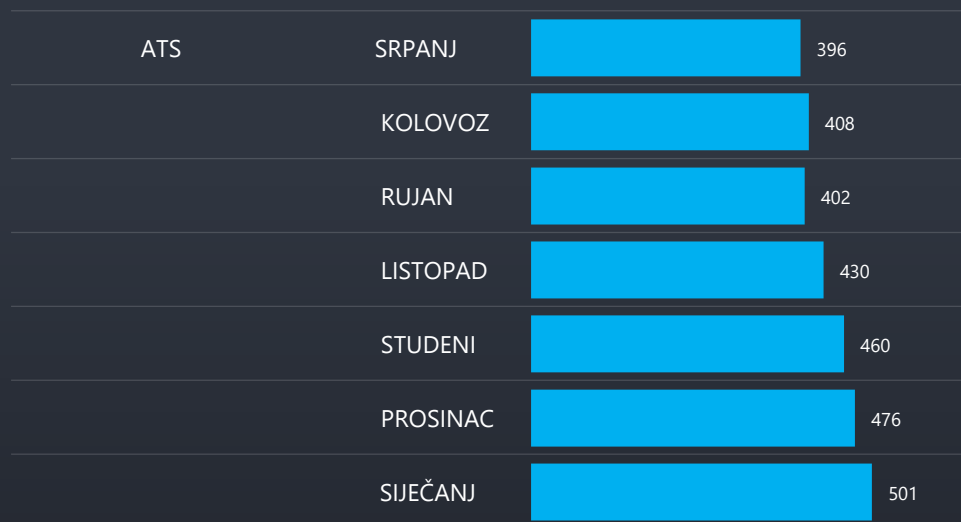 ATS SRPANJ 396
KOLOVOZ 408
RUJAN 402
LISTOPAD 430
STUDENI 460
PROSINAC 476
SIJEČANJ 501